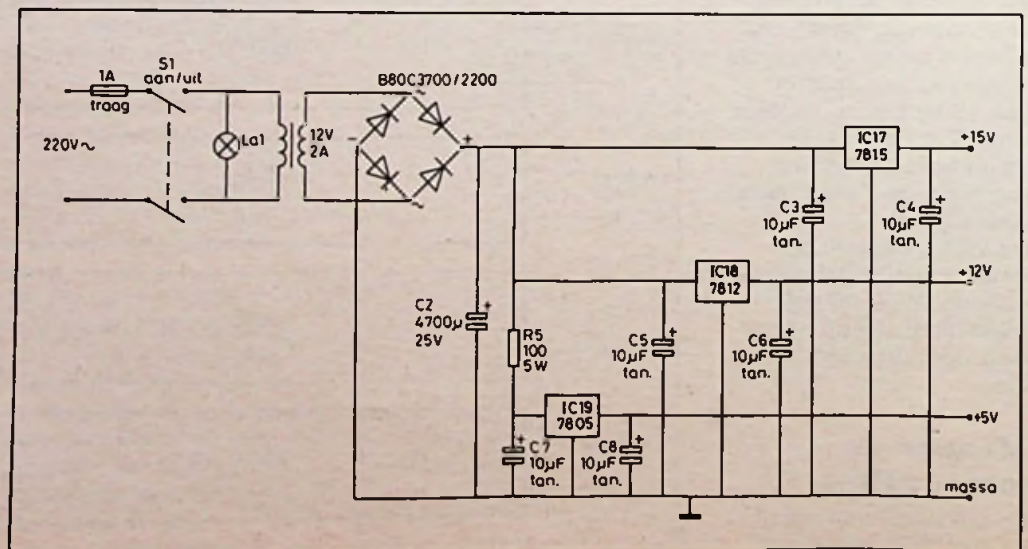 1A
traag
S1
aan/uit
B80C3700/2200
220V~
La1
12V
2A
~
-
+
~
IC17
7815
+15V
C3
10µF
tan.
+
C4
10µF
tan.
+
IC18
7812
+12V
C2
4700µ
25V
+
R5
100
5W
C5
10µF
tan.
+
C6
10µF
tan.
+
IC19
7805
+5V
C7
10µF
tan.
+
C8
10µF
tan.
+
massa